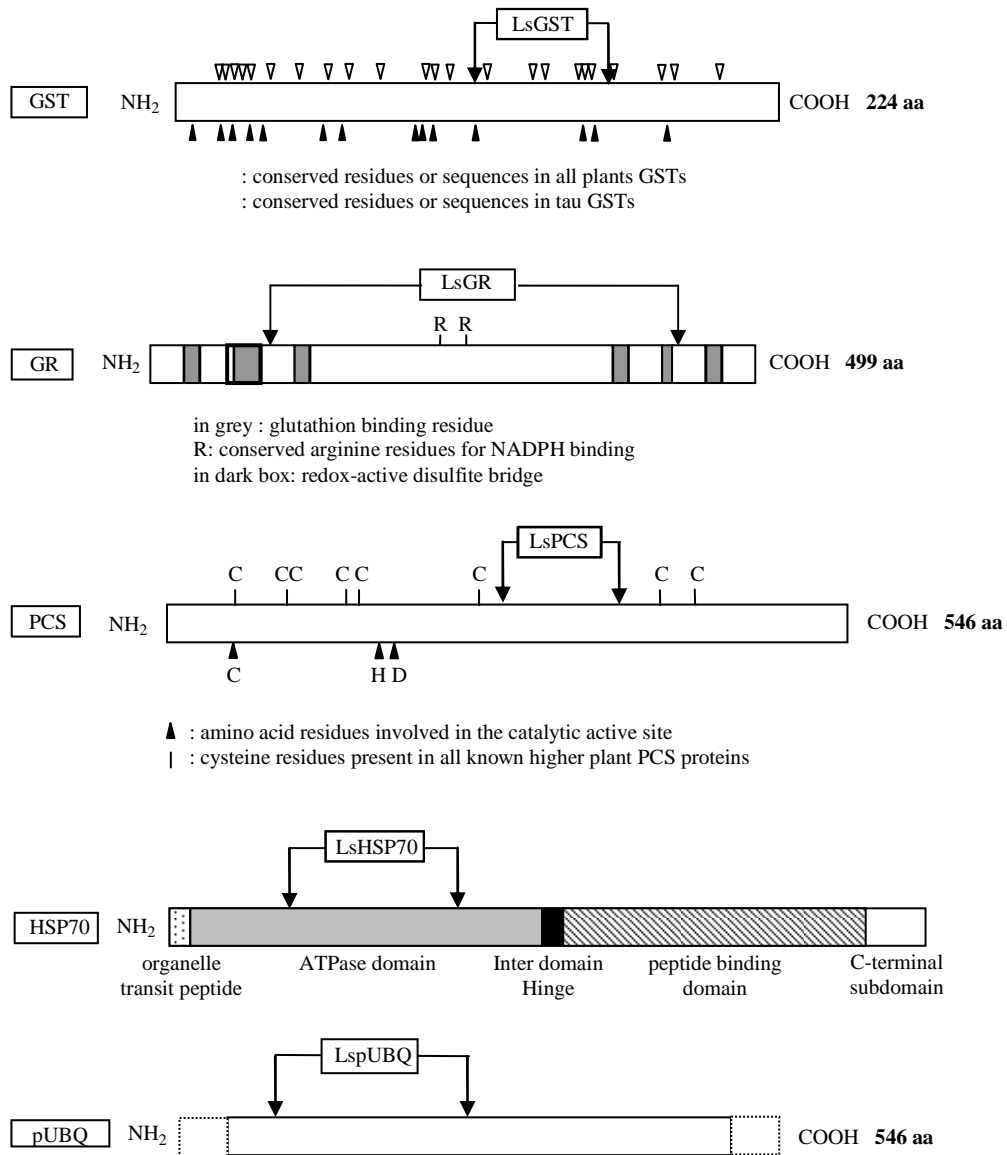 LsGST
GST NH2 COOH 224 aa
: conserved residues or sequences in all plants GSTs
: conserved residues or sequences in tau GSTs
LsGR
R R
GR NH2 COOH 499 aa
in grey : glutathion binding residue
R: conserved arginine residues for NADPH binding
in dark box: redox-active disulfite bridge
LsPCS
C CC C C C C C
PCS NH2 COOH 546 aa
C H D
: amino acid residues involved in the catalytic active site
: cysteine residues present in all known higher plant PCS proteins
LsHSP70
HSP70 NH2
organelle transit peptide
ATPase domain
Inter domain Hinge
peptide binding domain
C-terminal subdomain
LspUBQ
pUBQ NH2 COOH 546 aa